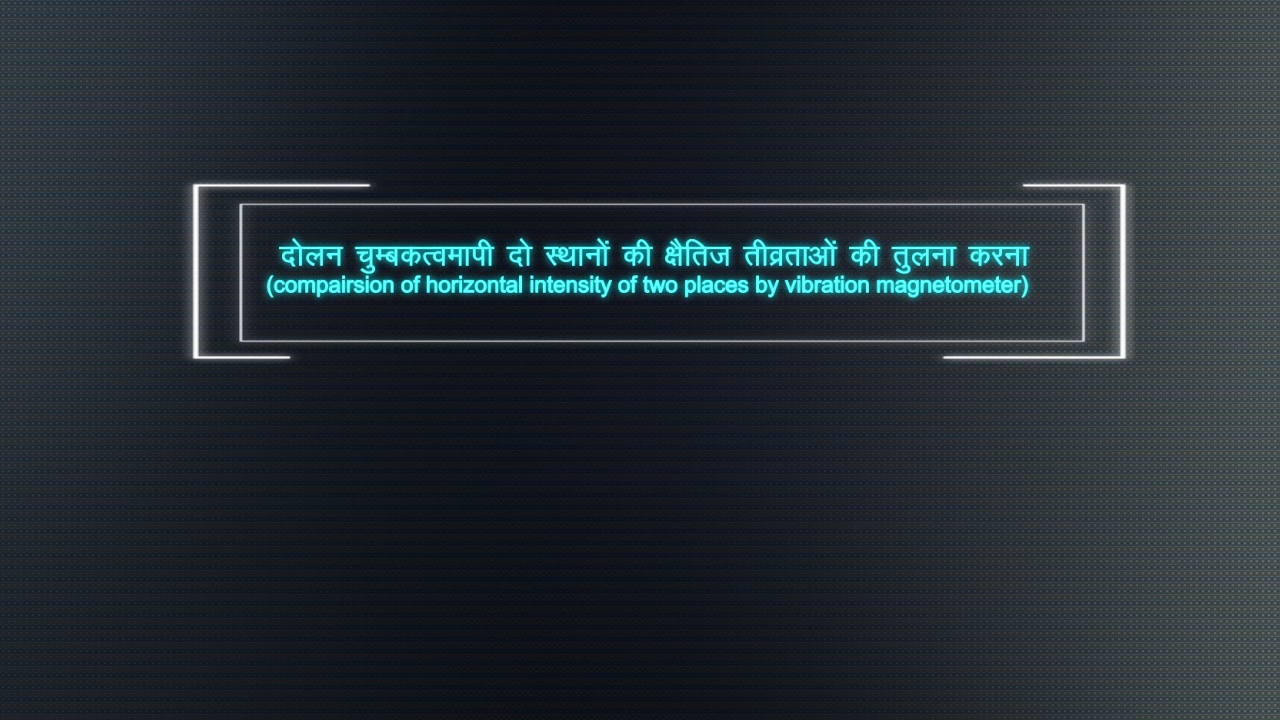 दोलन चुम्बकत्वमापी दो स्थानों की क्षैतिज तीव्रताओं की तुलना करना
(compairsion of horizontal intensity of two places by vibration magnetometer)